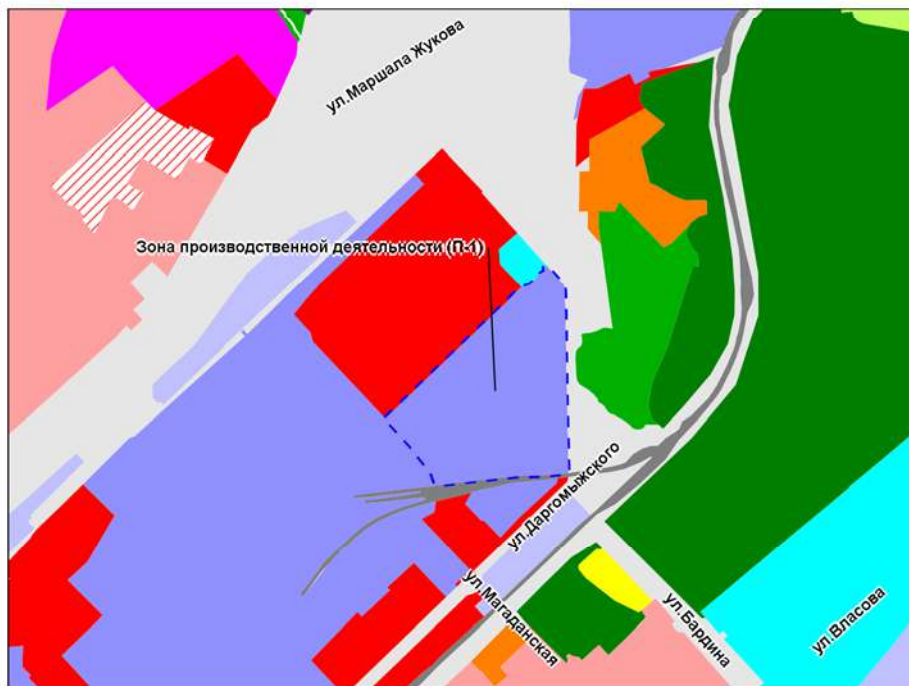 ул.Маршала Жукова
Зона производственной деятельности (П-1)
ул.Даргомыжского
ул.Магаданская
ул.Бардина
ул.Власова